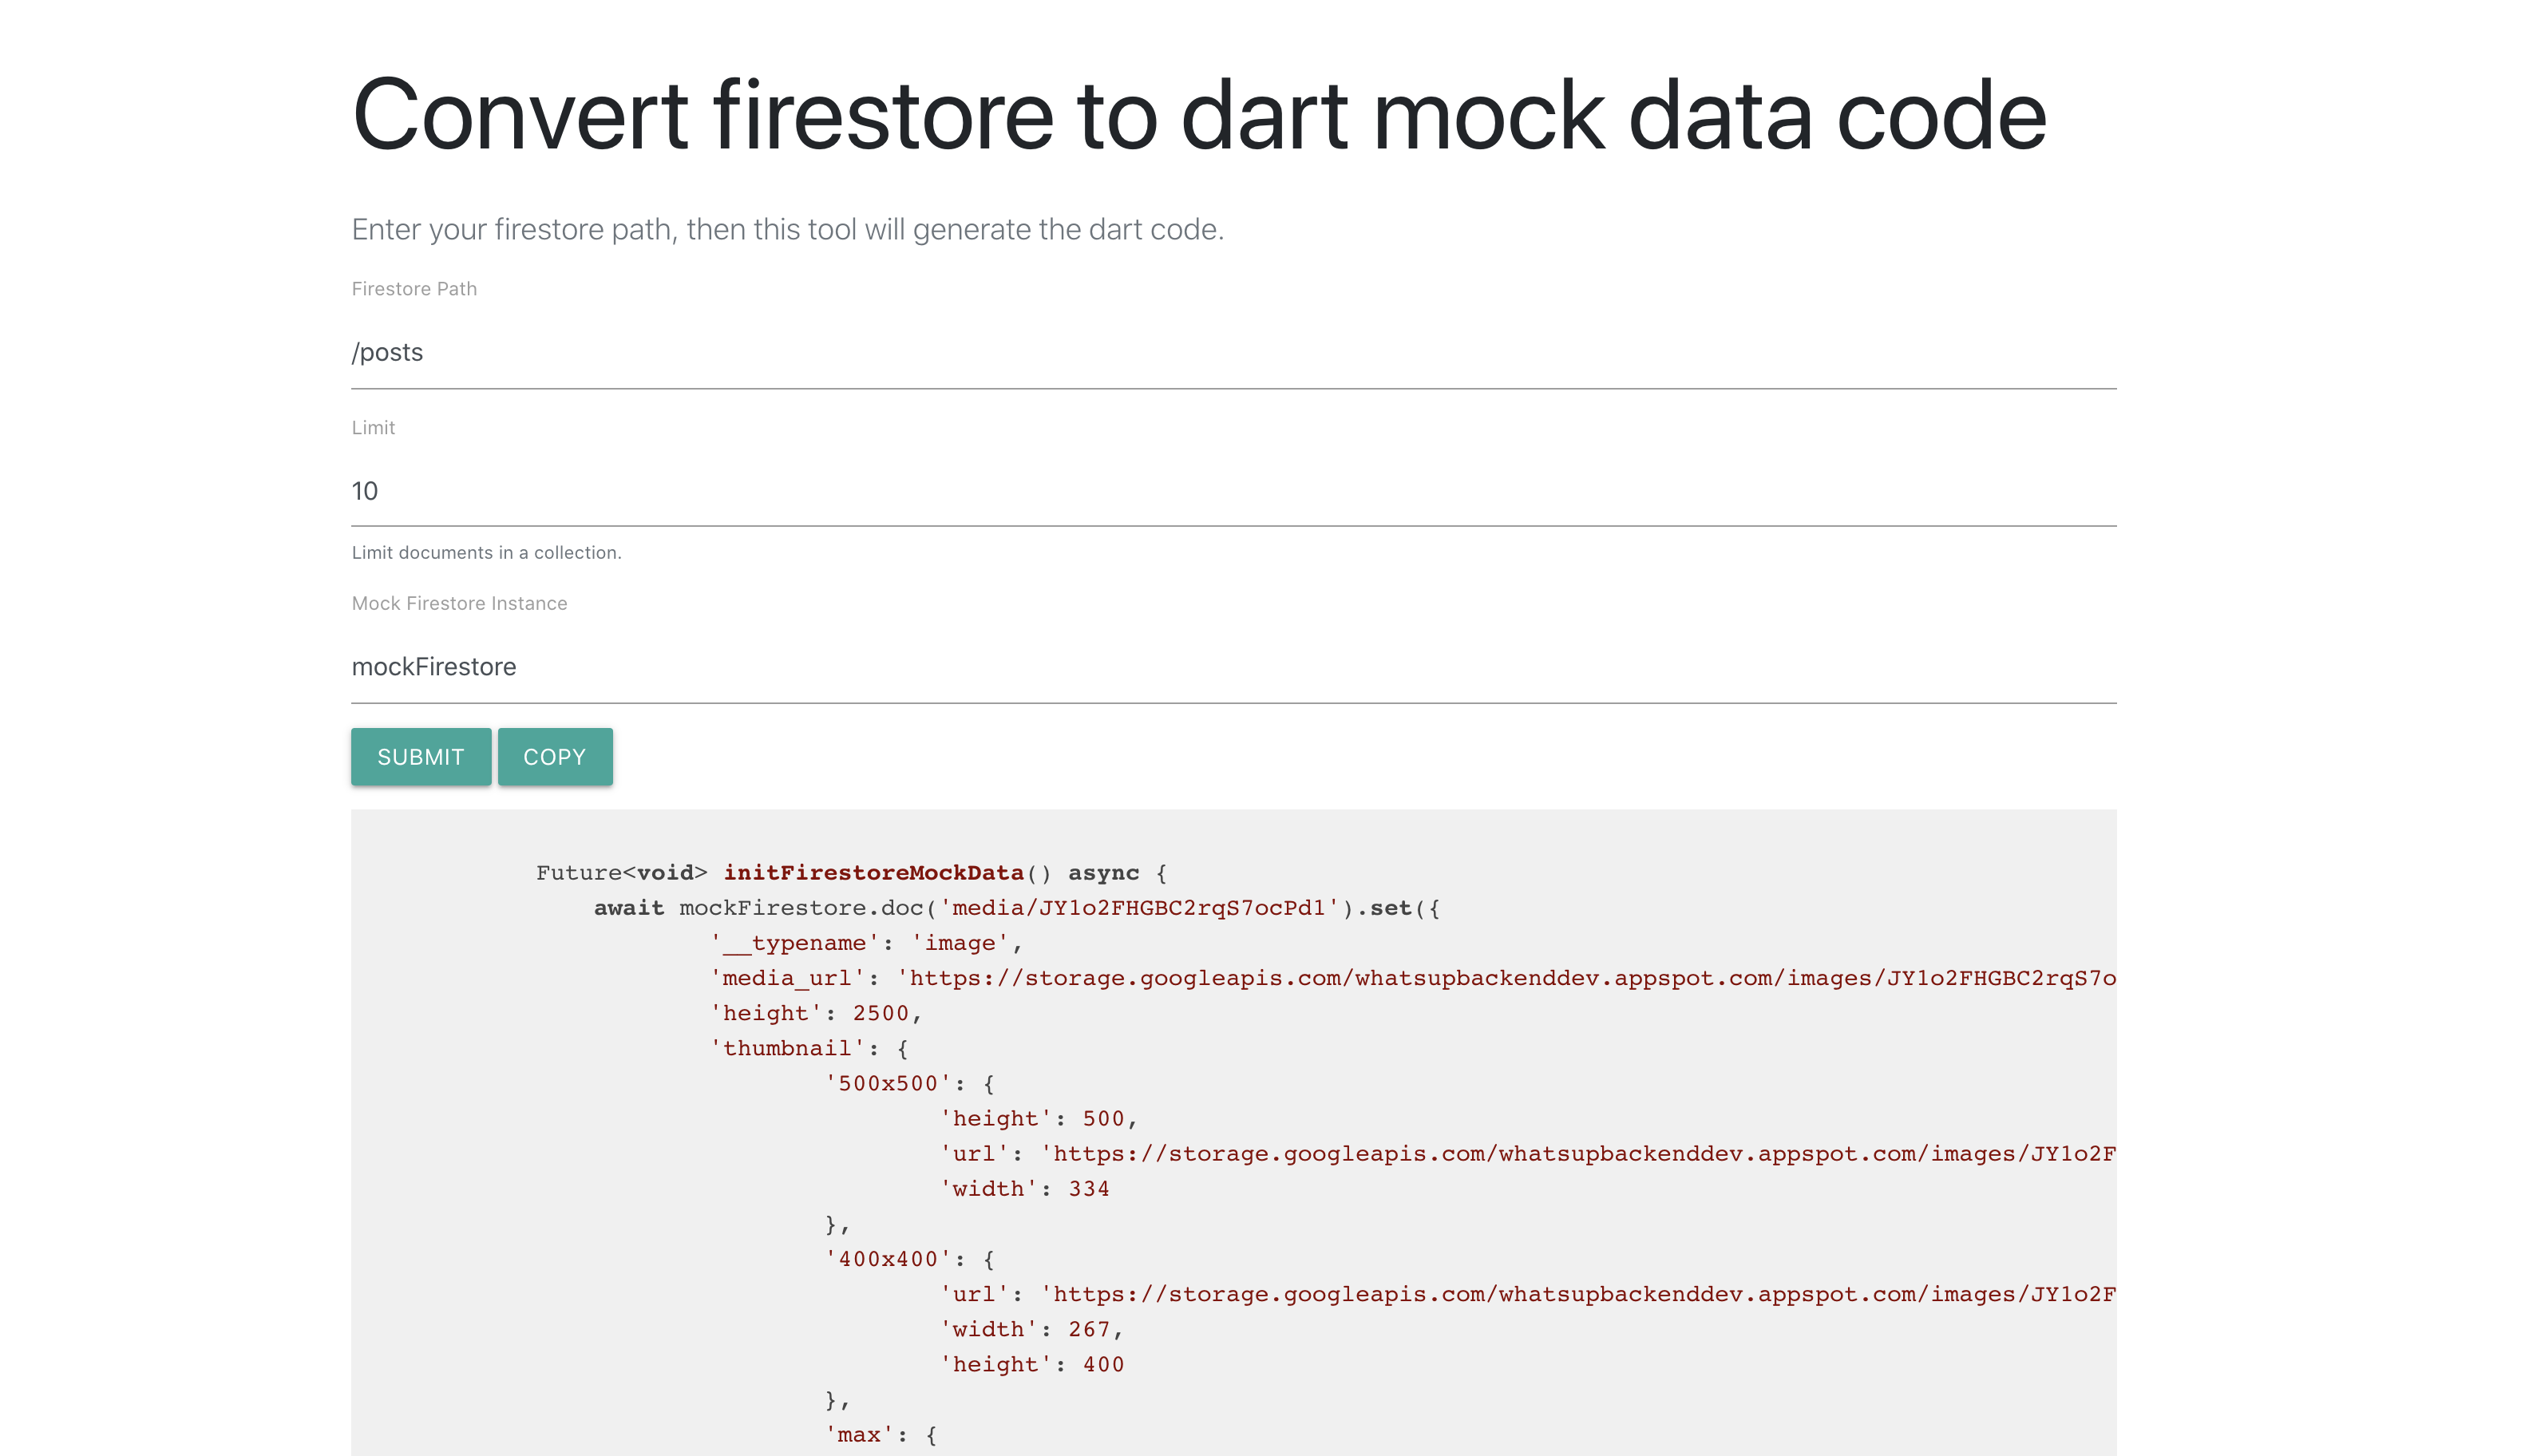 Convert firestore to dart mock data code
Enter your firestore path, then this tool will generate the dart code.
Firestore Path
/posts
Limit
10
Limit documents in a collection.
Mock Firestore Instance
mockFirestore
SUBMIT COPY
Future<void> initFirestoreMockData() async {
await mockFirestore.doc('media/JY1o2FHGBC2rqS7ocPd1').set({
'__typename': 'image',
'media_url': 'https://storage.googleapis.com/whatsupbackenddev.appspot.com/images/JY1o2FHGBC2rqS7o
'height': 2500,
'thumbnail': {
'500x500': {
'height': 500,
'url': 'https://storage.googleapis.com/whatsupbackenddev.appspot.com/images/JY1o2F
'width': 334
},
'400x400': {
'url': 'https://storage.googleapis.com/whatsupbackenddev.appspot.com/images/JY1o2F
'width': 267,
'height': 400
},
'max': {